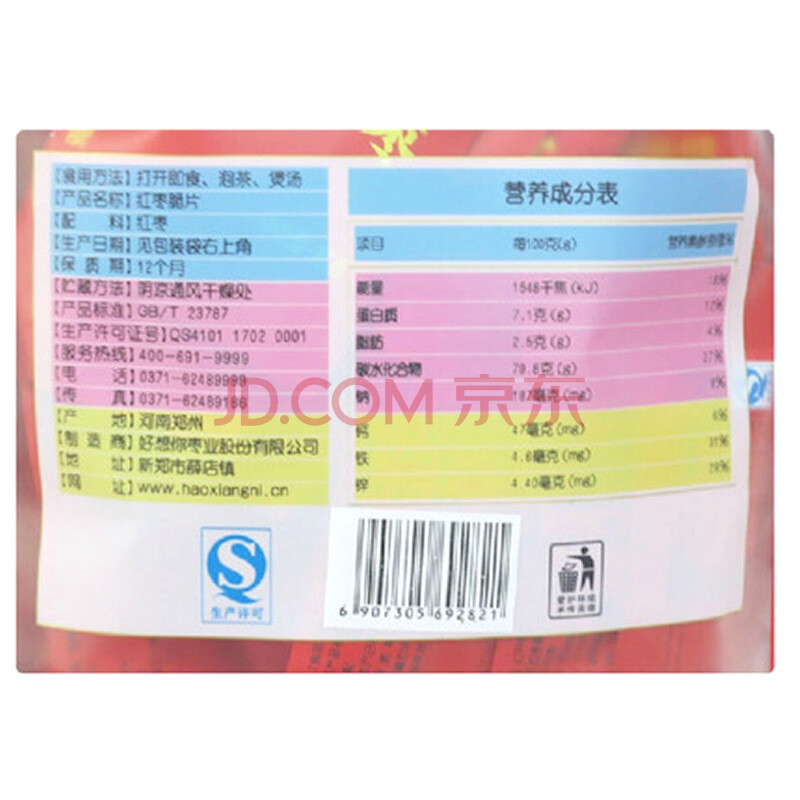 【食用方法】打开即食、泡茶、煲汤
【产品名称】红枣脆片
【配 料】红枣
【生产日期】见包装袋右上角
【保 质 期】12个月
【贮藏方法】阴凉通风干燥处
【产品标准】GB/T 23787
【生产许可证号】QS4101 1702 0001
【服务热线】400-691-9999
【电 话】0371-62489999
【传 真】0371-62489186
【产 地】河南郑州
【制 造 商】好想你枣业股份有限公司
【地 址】新郑市薛店镇
【网 址】www.haoxiangni.cn
营养成分表
项目 每100克(g) 营养素参考值%
能量 1548千焦(kJ) 18%
蛋白质 7.1克(g) 12%
脂肪 2.5克(g) 4%
碳水化合物 79.8克(g) 27%
钠 187毫克(mg) 9%
钙 47毫克(mg) 6%
铁 4.6毫克(mg) 31%
锌 4.40毫克(mg) 29%
JD.COM 京东
生产许可
6 907305 692821
爱护环境